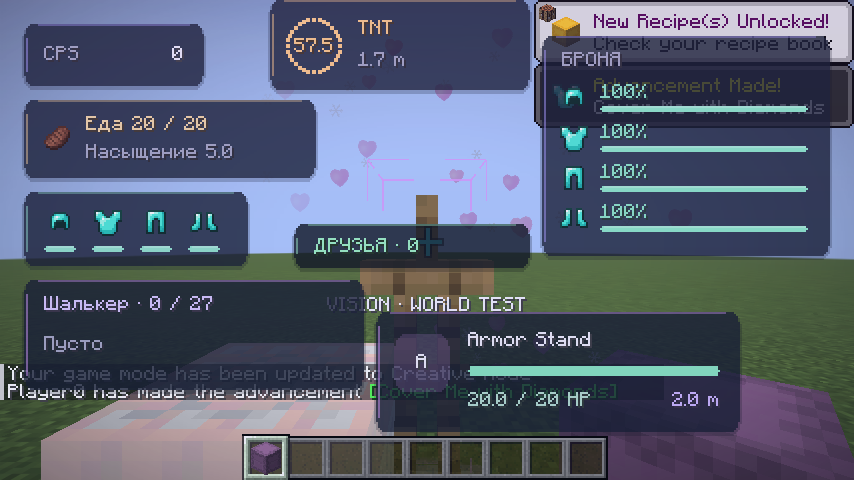 CPS 0
57.5
TNT
1.7 m
New Recipe(s) Unlocked!
Check your recipe book
БРОНЯ
Advancement Made!
Cover Me with Diamonds
100%
100%
100%
100%
Еда 20 / 20
Насыщение 5.0
ДРУЗЬЯ · 0
Шалькер · 0 / 27
Пусто
VISION · WORLD TEST
A
Armor Stand
20.0 / 20 HP 2.0 m
Your game mode has been updated to Creative Mode
Player0 has made the advancement [Cover Me with Diamonds]